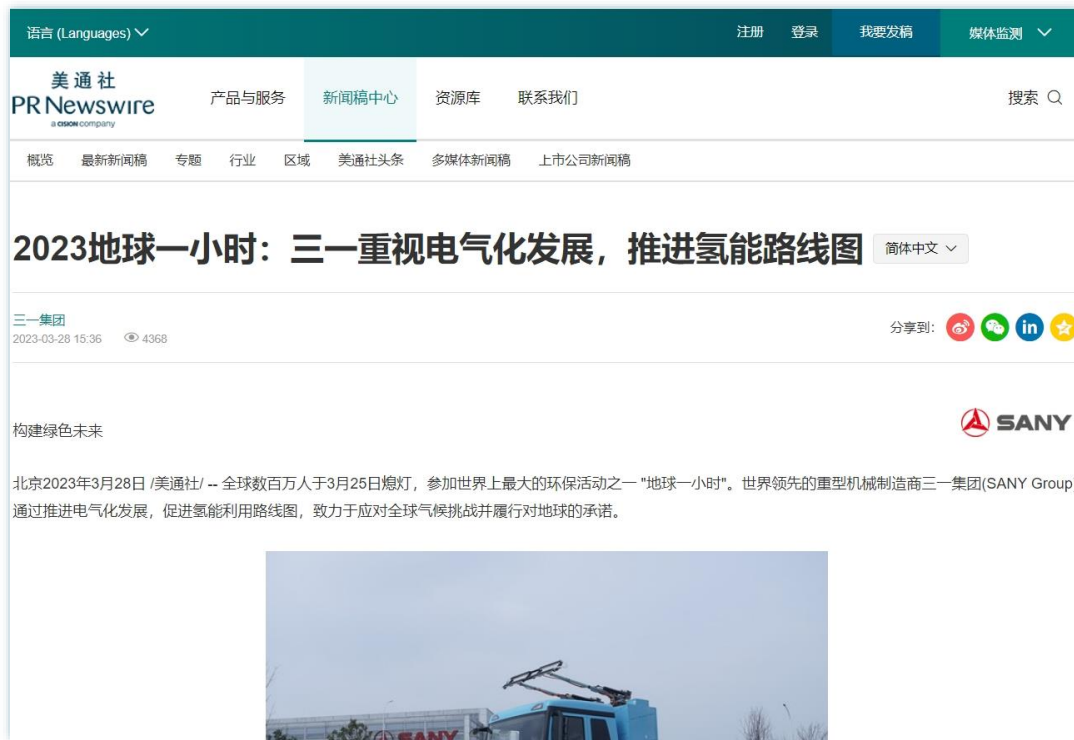 语言 (Languages)
注册 登录 我要发稿 媒体监测
美通社
PR Newswire
a CISION company
产品与服务 新闻稿中心 资源库 联系我们
搜索
概览 最新新闻稿 专题 行业 区域 美通社头条 多媒体新闻稿 上市公司新闻稿
2023地球一小时：三一重视电气化发展，推进氢能路线图 简体中文
三一集团
2023-03-28 15:36 4368
分享到:
in
SANY
构建绿色未来
北京2023年3月28日 /美通社/ -- 全球数百万人于3月25日熄灯，参加世界上最大的环保活动之一 "地球一小时"。世界领先的重型机械制造商三一集团(SANY Group
通过推进电气化发展，促进氢能利用路线图，致力于应对全球气候挑战并履行对地球的承诺。
SANY